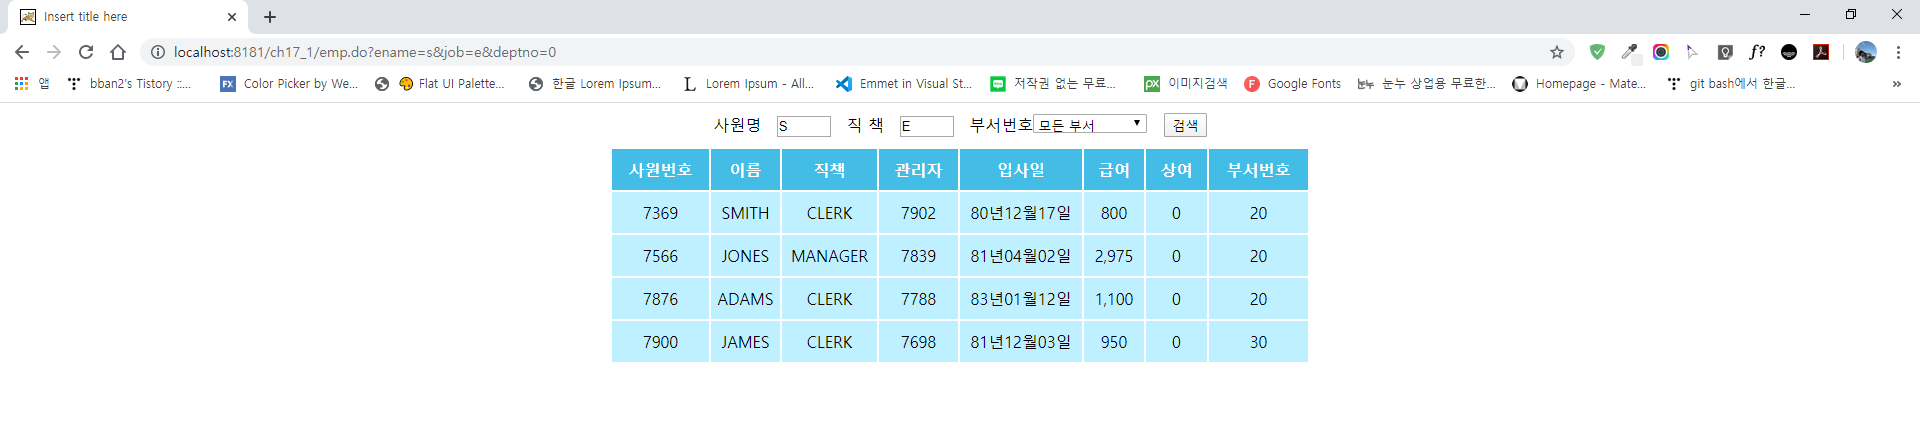 Insert title here
localhost:8181/ch17_1/emp.do?ename=s&job=e&deptno=0
앱 bban2's Tistory ::... Color Picker by We... Flat UI Palette... 한글 Lorem Ipsum... Lorem Ipsum - All... Emmet in Visual St... 저작권 없는 무료... 이미지검색 Google Fonts 눈누 상업용 무료한... Homepage - Mate... git bash에서 한글... »
사원명 S 직 책 E 부서번호 모든 부서 검색
사원번호 이름 직책 관리자 입사일 급여 상여 부서번호
7369 SMITH CLERK 7902 80년12월17일 800 0 20
7566 JONES MANAGER 7839 81년04월02일 2,975 0 20
7876 ADAMS CLERK 7788 83년01월12일 1,100 0 20
7900 JAMES CLERK 7698 81년12월03일 950 0 30